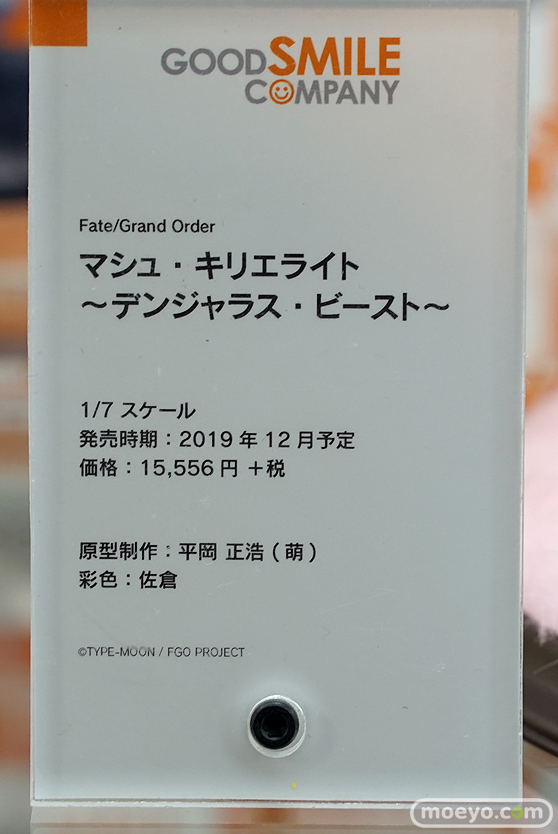 GOODSMILE
COMPANY
Fate/Grand Order
マシュ・キリエライト
～デンジャラス・ビースト～
1/7 スケール
発売時期：2019 年 12 月予定
価格：15,556 円 ＋税
原型制作：平岡 正浩 ( 萌 )
彩色：佐倉
©TYPE-MOON / FGO PROJECT
moeyo.com